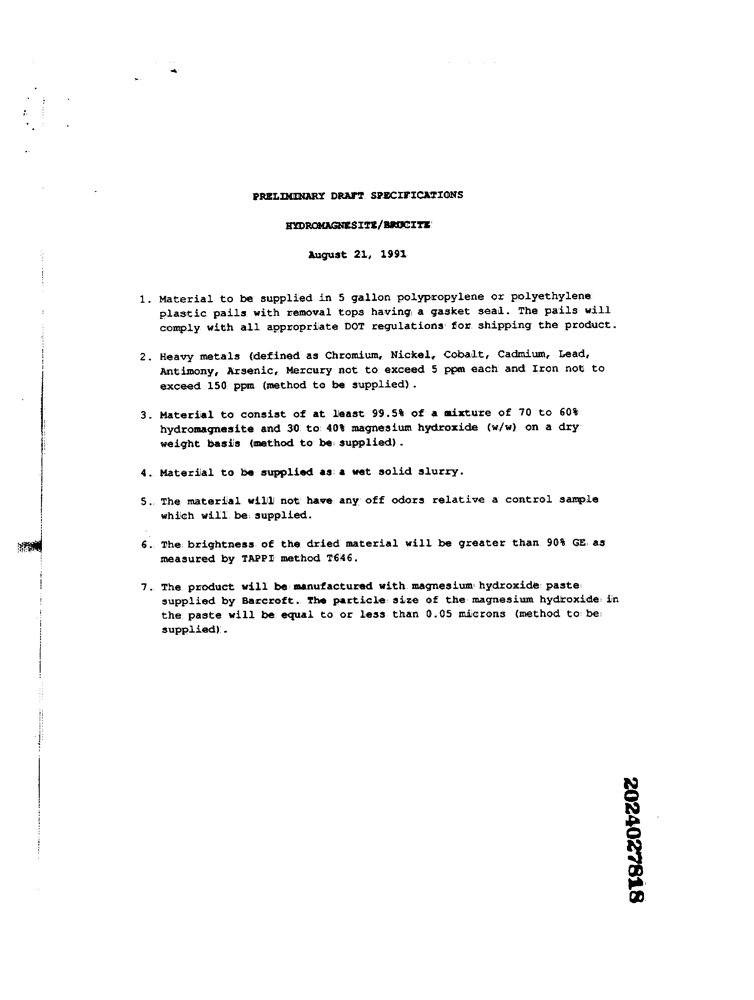 PRELIMINARY DRAFT SPECIFICATIONS
HYDROMAGNESITE/BRUCITE
August 21, 1991
1. Material to be supplied in 5 gallon polypropylene or polyethylene
plastic pails with removal tops having a gasket seal. The pails will
comply with all appropriate DOT regulations for shipping the product.
2. Heavy metals (defined as Chromium, Nickel, Cobalt, Cadmium, Lead,
Antimony, Arsenic, Mercury not to exceed 5 ppm each and Iron not to
exceed 150 ppm (method to be supplied).
3. Material to consist of at least 99.5% of a mixture of 70 to 60%
hydromagnesite and 30 to 40% magnesium hydroxide (w/w) on a dry
weight basis (method to be supplied).
4. Material to be supplied as a wet solid slurry.
5. The material will not have any off odors relative a control sample
which will be supplied.
6. The brightness of the dried material will be greater than 90% GE as
measured by TAPPI method T646.
7. The product will be manufactured with magnesium hydroxide paste
supplied by Barcroft. The particle size of the magnesium hydroxide in
the paste will be equal to or less than 0.05 microns (method to be
supplied).
2024027818